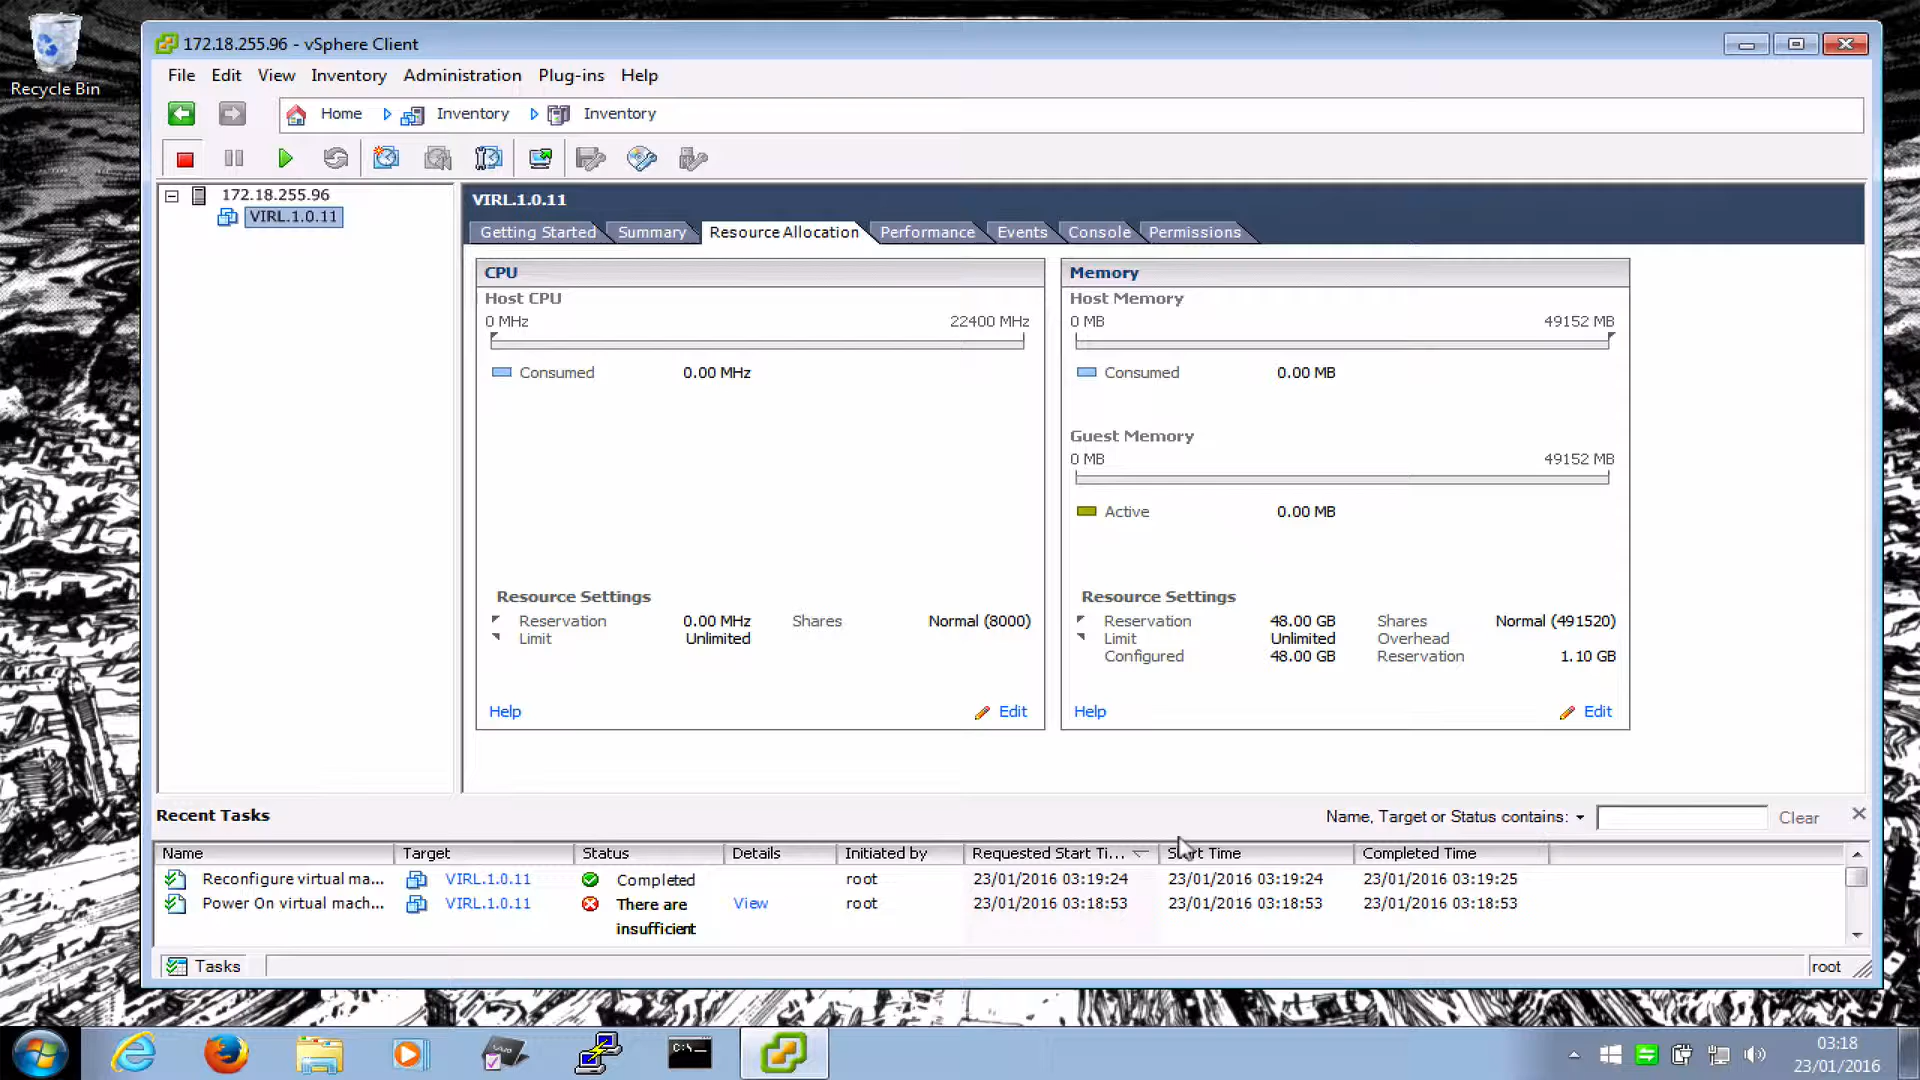 Recycle Bin
172.18.255.96 - vSphere Client
File Edit View Inventory Administration Plug-ins Help
Home Inventory Inventory
172.18.255.96
VIRL.1.0.11
VIRL.1.0.11
Getting Started Summary Resource Allocation Performance Events Console Permissions
CPU
Host CPU
0 MHz 22400 MHz
Consumed 0.00 MHz
Resource Settings
Reservation 0.00 MHz Shares Normal (8000)
Limit Unlimited
Help Edit
Memory
Host Memory
0 MB 49152 MB
Consumed 0.00 MB
Guest Memory
0 MB 49152 MB
Active 0.00 MB
Resource Settings
Reservation 48.00 GB Shares Normal (491520)
Limit Unlimited Overhead
Configured 48.00 GB Reservation 1.10 GB
Help Edit
Recent Tasks Name, Target or Status contains: Clear
Name Target Status Details Initiated by Requested Start Ti... Start Time Completed Time
Reconfigure virtual ma... VIRL.1.0.11 Completed root 23/01/2016 03:19:24 23/01/2016 03:19:24 23/01/2016 03:19:25
Power On virtual mach... VIRL.1.0.11 There are View root 23/01/2016 03:18:53 23/01/2016 03:18:53 23/01/2016 03:18:53
insufficient
Tasks root
C:\
03:18
23/01/2016